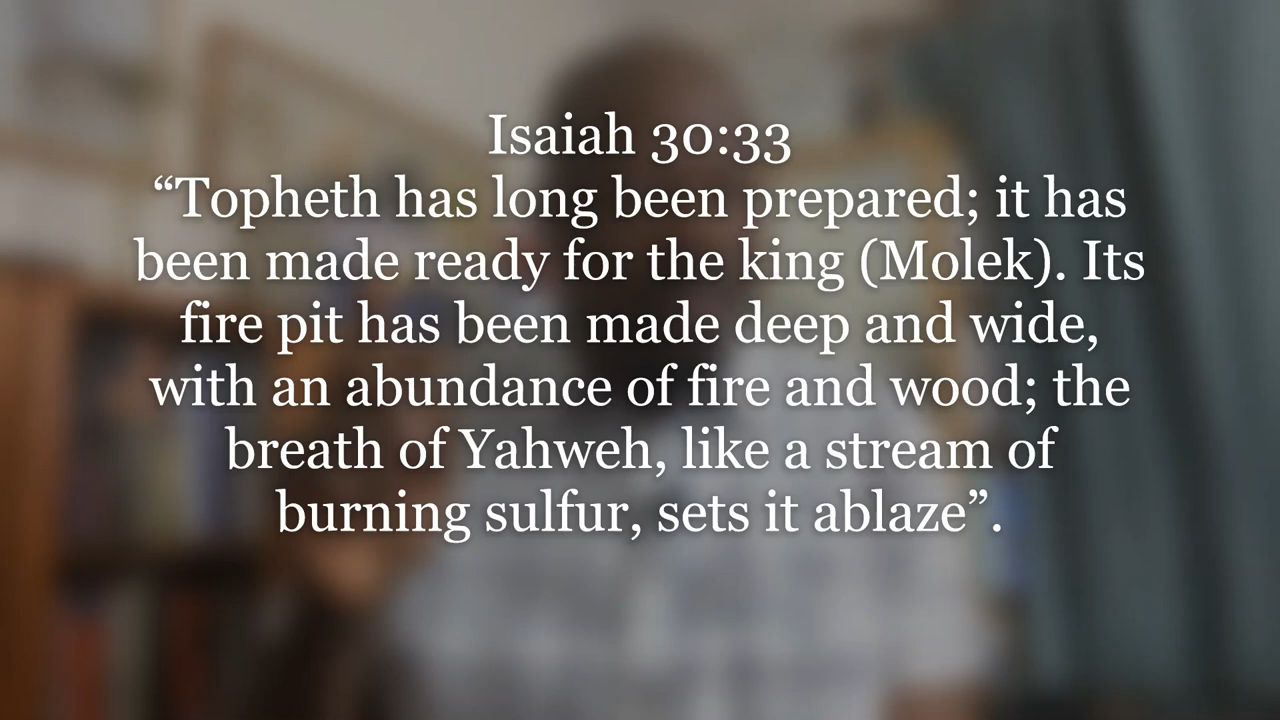 Isaiah 30:33
“Topheth has long been prepared; it has
been made ready for the king (Molek). Its
fire pit has been made deep and wide,
with an abundance of fire and wood; the
breath of Yahweh, like a stream of
burning sulfur, sets it ablaze”.